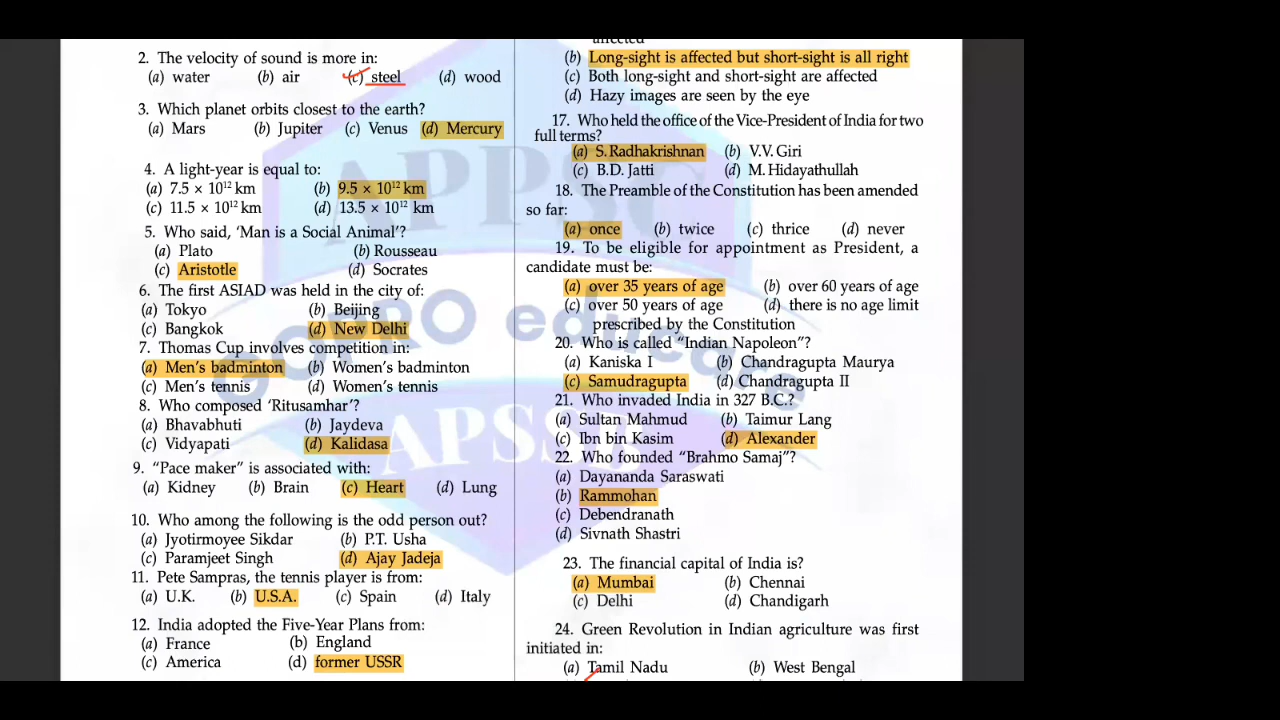 2. The velocity of sound is more in:
(a) water (b) air (c) steel (d) wood
3. Which planet orbits closest to the earth?
(a) Mars (b) Jupiter (c) Venus (d) Mercury
4. A light-year is equal to:
(a) 7.5 × 10¹² km (b) 9.5 × 10¹² km
(c) 11.5 × 10¹² km (d) 13.5 × 10¹² km
5. Who said, ‘Man is a Social Animal’?
(a) Plato (b) Rousseau
(c) Aristotle (d) Socrates
6. The first ASIAD was held in the city of:
(a) Tokyo (b) Beijing
(c) Bangkok (d) New Delhi
7. Thomas Cup involves competition in:
(a) Men’s badminton (b) Women’s badminton
(c) Men’s tennis (d) Women’s tennis
8. Who composed ‘Ritusamhar’?
(a) Bhavabhuti (b) Jaydeva
(c) Vidyapati (d) Kalidasa
9. “Pace maker” is associated with:
(a) Kidney (b) Brain (c) Heart (d) Lung
10. Who among the following is the odd person out?
(a) Jyotirmoyee Sikdar (b) P.T. Usha
(c) Paramjeet Singh (d) Ajay Jadeja
11. Pete Sampras, the tennis player is from:
(a) U.K. (b) U.S.A. (c) Spain (d) Italy
12. India adopted the Five-Year Plans from:
(a) France (b) England
(c) America (d) former USSR
affected
(b) Long-sight is affected but short-sight is all right
(c) Both long-sight and short-sight are affected
(d) Hazy images are seen by the eye
17. Who held the office of the Vice-President of India for two
full terms?
(a) S. Radhakrishnan (b) V.V. Giri
(c) B.D. Jatti (d) M. Hidayathullah
18. The Preamble of the Constitution has been amended
so far:
(a) once (b) twice (c) thrice (d) never
19. To be eligible for appointment as President, a
candidate must be:
(a) over 35 years of age (b) over 60 years of age
(c) over 50 years of age (d) there is no age limit
prescribed by the Constitution
20. Who is called “Indian Napoleon”?
(a) Kaniska I (b) Chandragupta Maurya
(c) Samudragupta (d) Chandragupta II
21. Who invaded India in 327 B.C.?
(a) Sultan Mahmud (b) Taimur Lang
(c) Ibn bin Kasim (d) Alexander
22. Who founded “Brahmo Samaj”?
(a) Dayananda Saraswati
(b) Rammohan
(c) Debendranath
(d) Sivnath Shastri
23. The financial capital of India is?
(a) Mumbai (b) Chennai
(c) Delhi (d) Chandigarh
24. Green Revolution in Indian agriculture was first
initiated in:
(a) Tamil Nadu (b) West Bengal
APPSC
GOPRO educare
APSSB